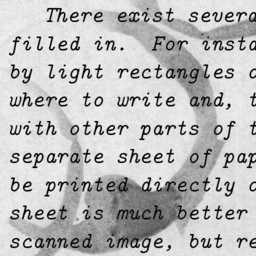 There exist severa
filled in. For insta
by light rectangles o
where to write and, t
with other parts of t
separate sheet of pap
be printed directly o
sheet is much better
scanned image, but re